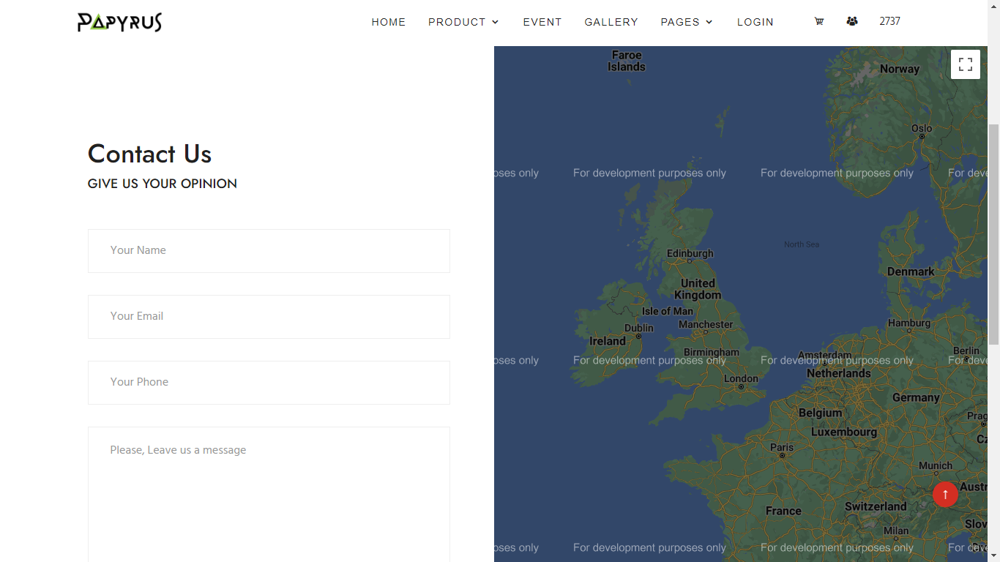 PAPYRUS
HOME PRODUCT EVENT GALLERY PAGES LOGIN 2737
Contact Us
GIVE US YOUR OPINION
Your Name
Your Email
Your Phone
Please, Leave us a message
Faroe
Islands
Norway
Oslo
oses only For development purposes only For development purposes only For deve
North Sea
Edinburgh
Denmark
United
Kingdom
Isle of Man
Manchester
Hamburg
Dublin
Ireland
Birmingham
Amsterdam
Berlin
oses only For development purposes only For development purposes only For deve
Netherlands
London
Germany
Belgium
Prag
Luxembourg
Cz
Paris
Munich
Austr
Switzerland
France
Slov
Milan
oses only For development purposes only For development purposes only For deve